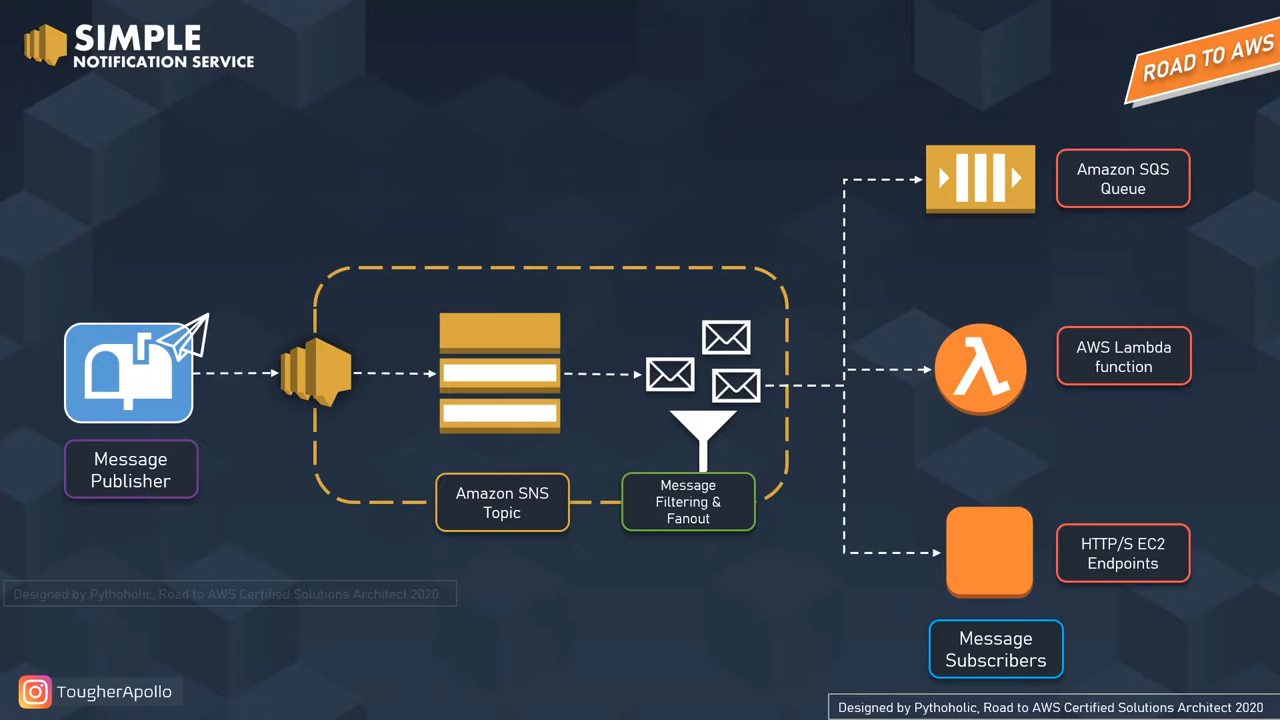 SIMPLE
NOTIFICATION SERVICE
ROAD TO AWS
Amazon SQS
Queue
AWS Lambda
function
Message
Publisher
Amazon SNS
Topic
Message
Filtering &
Fanout
HTTP/S EC2
Endpoints
Designed by Pythoholic, Road to AWS Certified Solutions Architect 2020
Message
Subscribers
TougherApollo
Designed by Pythoholic, Road to AWS Certified Solutions Architect 2020